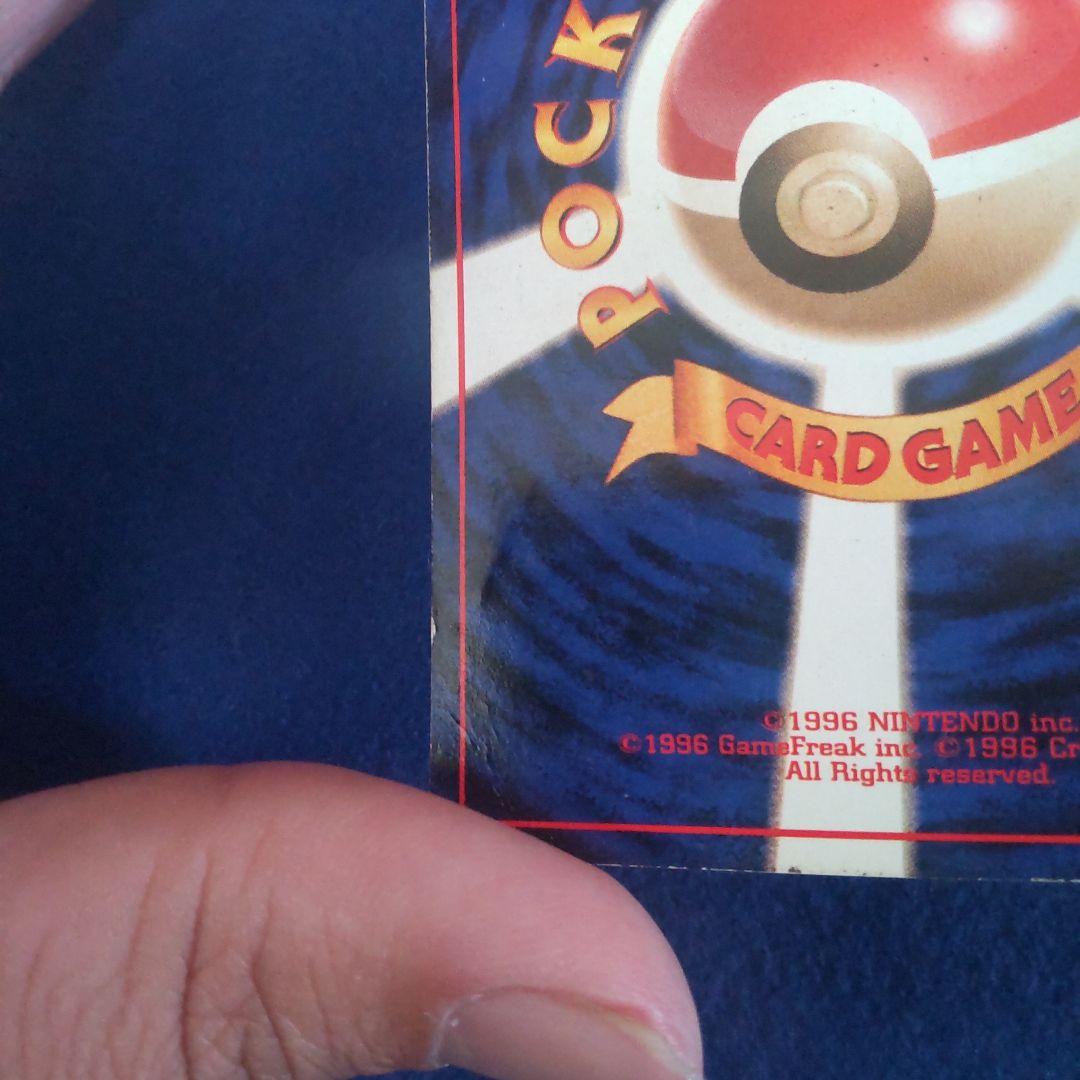 POCK
CARD GAME
©1996 NINTENDO inc.
©1996 GameFreak inc. ©1996 Cr
All Rights reserved.